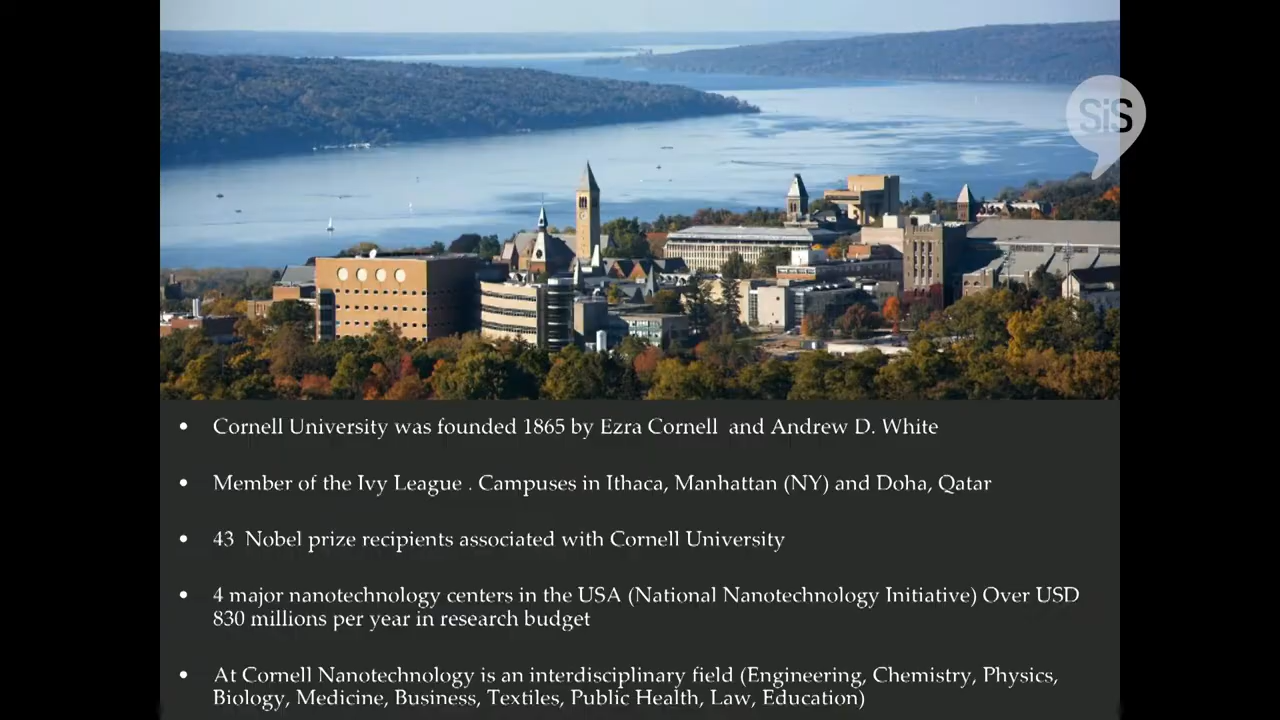 SiS
Cornell University was founded 1865 by Ezra Cornell and Andrew D. White
Member of the Ivy League . Campuses in Ithaca, Manhattan (NY) and Doha, Qatar
43 Nobel prize recipients associated with Cornell University
4 major nanotechnology centers in the USA (National Nanotechnology Initiative) Over USD
830 millions per year in research budget
At Cornell Nanotechnology is an interdisciplinary field (Engineering, Chemistry, Physics,
Biology, Medicine, Business, Textiles, Public Health, Law, Education)